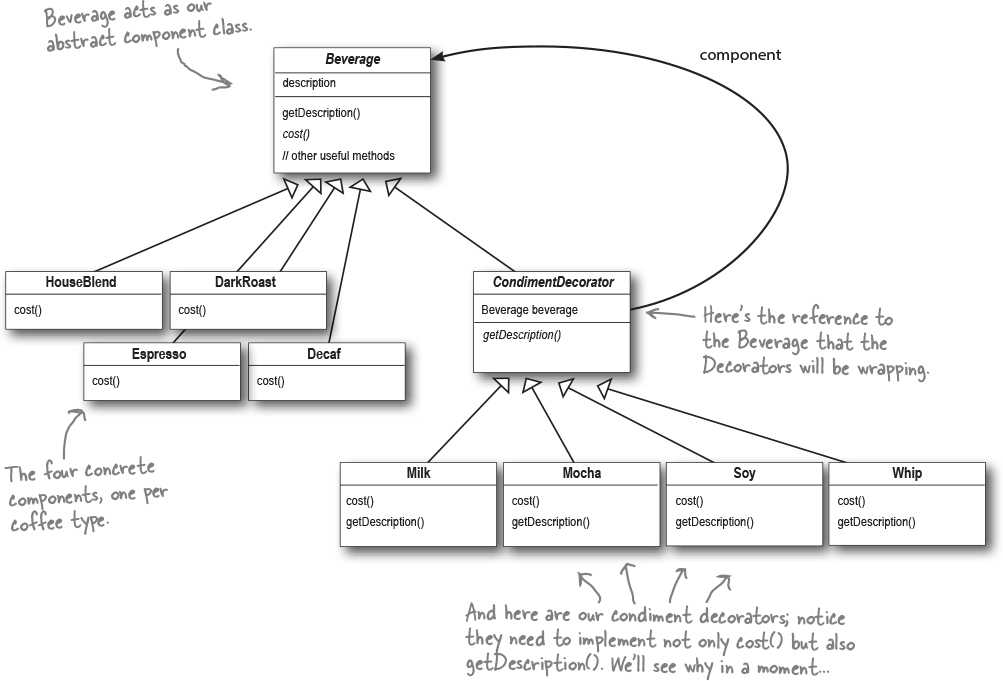 Beverage acts as our
abstract component class.
Beverage
description
getDescription()
cost()
// other useful methods
component
HouseBlend
cost()
DarkRoast
cost()
Espresso
cost()
Decaf
cost()
CondimentDecorator
Beverage beverage
getDescription()
Here's the reference to
the Beverage that the
Decorators will be wrapping.
The four concrete
components, one per
coffee type.
Milk
cost()
getDescription()
Mocha
cost()
getDescription()
Soy
cost()
getDescription()
Whip
cost()
getDescription()
And here are our condiment decorators; notice
they need to implement not only cost() but also
getDescription(). We'll see why in a moment...